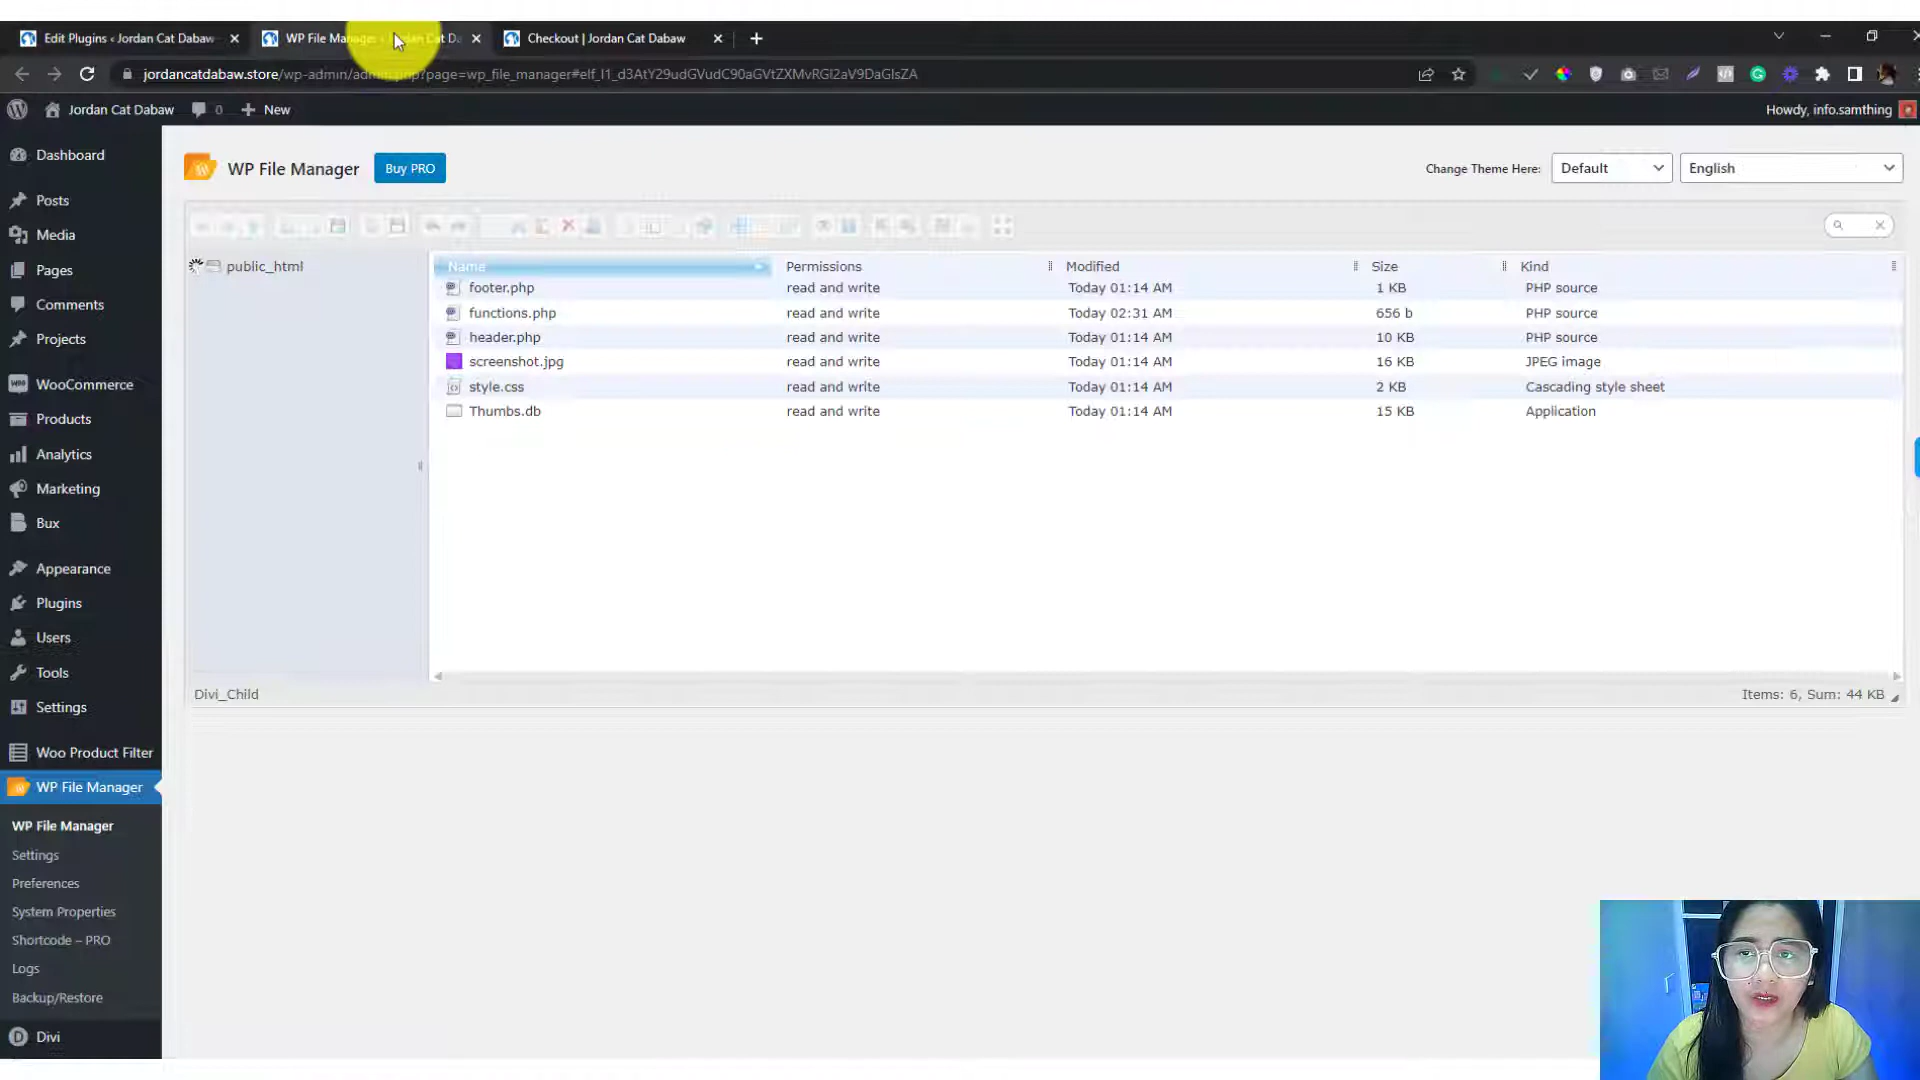 Edit Plugins ‹ Jordan Cat Dabaw
WP File Manager ‹ Jordan Cat D
Checkout | Jordan Cat Dabaw
jordancatdabaw.store/wp-admin/admin.php?page=wp_file_manager#elf_l1_d3AtY29udGVudC90aGVtZXMvRGl2aV9DaGlsZA
Jordan Cat Dabaw
0
New
Howdy, info.samthing
Dashboard
Posts
Media
Pages
Comments
Projects
WooCommerce
Products
Analytics
Marketing
Bux
Appearance
Plugins
Users
Tools
Settings
Woo Product Filter
WP File Manager
WP File Manager
Settings
Preferences
System Properties
Shortcode – PRO
Logs
Backup/Restore
Divi
WP File Manager
Buy PRO
Change Theme Here:
Default
English
public_html
Name Permissions Modified Size Kind
footer.php read and write Today 01:14 AM 1 KB PHP source
functions.php read and write Today 02:31 AM 656 b PHP source
header.php read and write Today 01:14 AM 10 KB PHP source
screenshot.jpg read and write Today 01:14 AM 16 KB JPEG image
style.css read and write Today 01:14 AM 2 KB Cascading style sheet
Thumbs.db read and write Today 01:14 AM 15 KB Application
Divi_Child
Items: 6, Sum: 44 KB